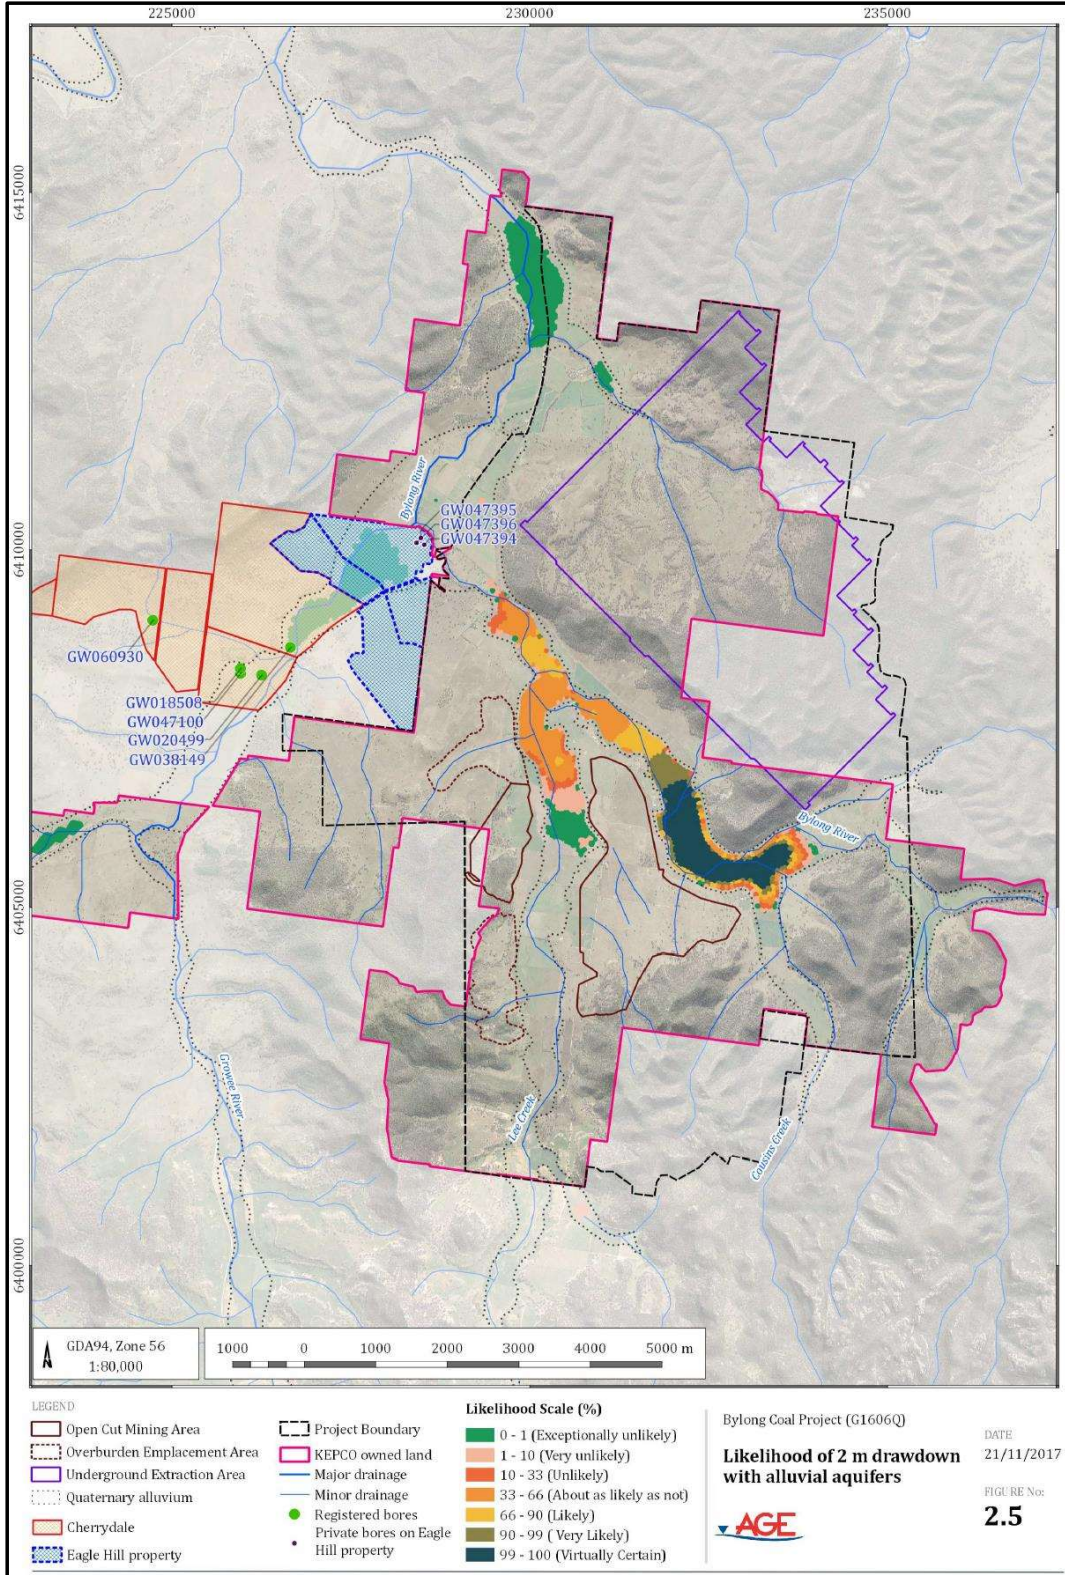 225000
230000
235000
6415000
6410000
6405000
6400000
Bylong River
GW047395
GW047396
GW047394
GW060930
GW018508
GW047100
GW020499
GW038149
Bylong River
Growee River
Lee Creek
Cousins Creek
GDA94, Zone 56
1:80,000
1000 0 1000 2000 3000 4000 5000 m
LEGEND
Open Cut Mining Area
Overburden Emplacement Area
Underground Extraction Area
Quaternary alluvium
Cherrydale
Eagle Hill property
Project Boundary
KEPCO owned land
Major drainage
Minor drainage
Registered bores
Private bores on Eagle
Hill property
Likelihood Scale (%)
0 - 1 (Exceptionally unlikely)
1 - 10 (Very unlikely)
10 - 33 (Unlikely)
33 - 66 (About as likely as not)
66 - 90 (Likely)
90 - 99 ( Very Likely)
99 - 100 (Virtually Certain)
Bylong Coal Project (G1606Q)
Likelihood of 2 m drawdown
with alluvial aquifers
AGE
DATE
21/11/2017
FIGURE No:
2.5